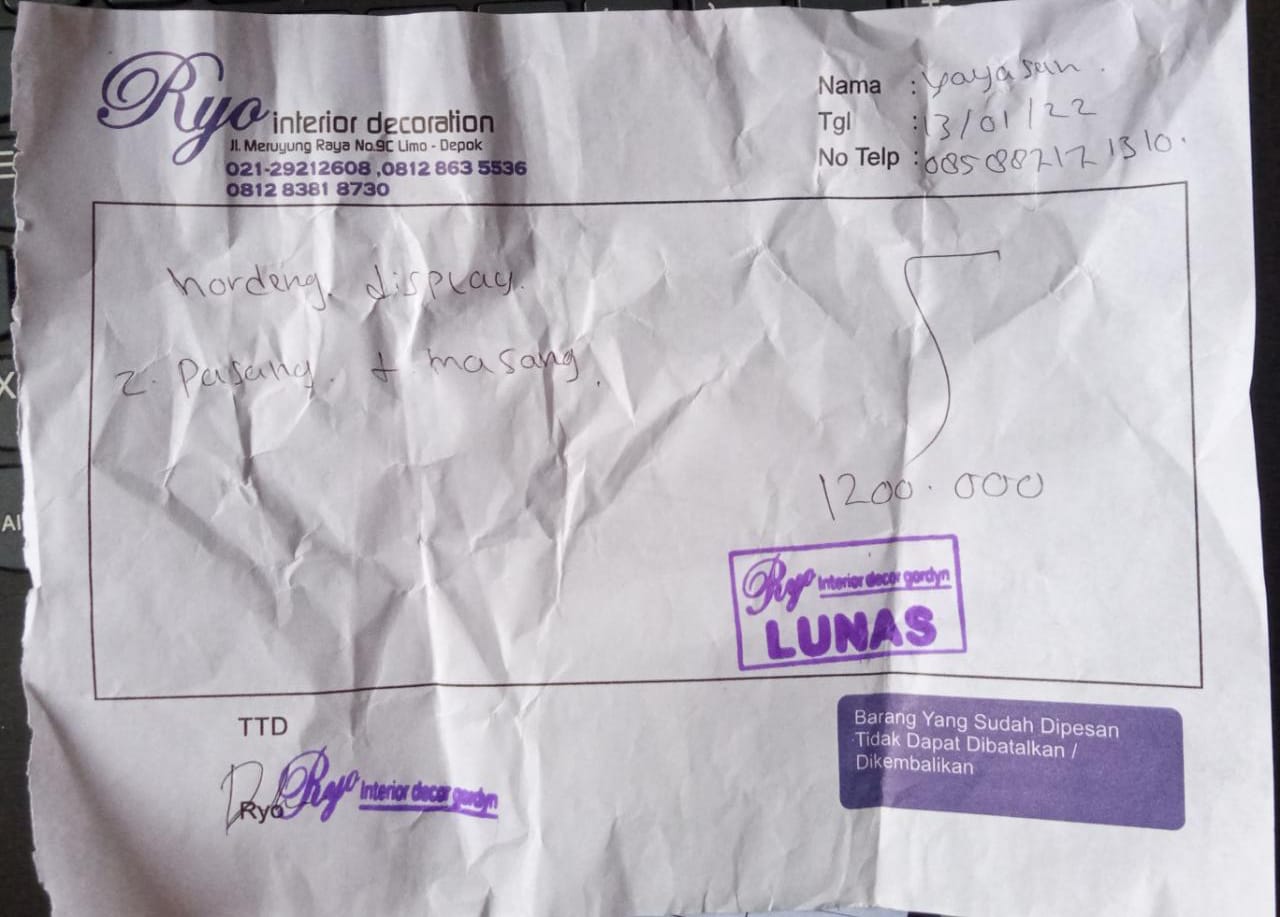 Ryo interior decoration
Jl. Meruyung Raya No.9C Limo - Depok
021-29212608 ,0812 863 5536
0812 8381 8730
Nama : Yayasan.
Tgl : 13/01/22
No Telp :
hordeng. display.
2. Pasang. + masang.
1200.000
Ryo Interior decor gordyn
LUNAS
TTD
Ryo
Ryo Interior decor gordyn
Barang Yang Sudah Dipesan
Tidak Dapat Dibatalkan /
Dikembalikan